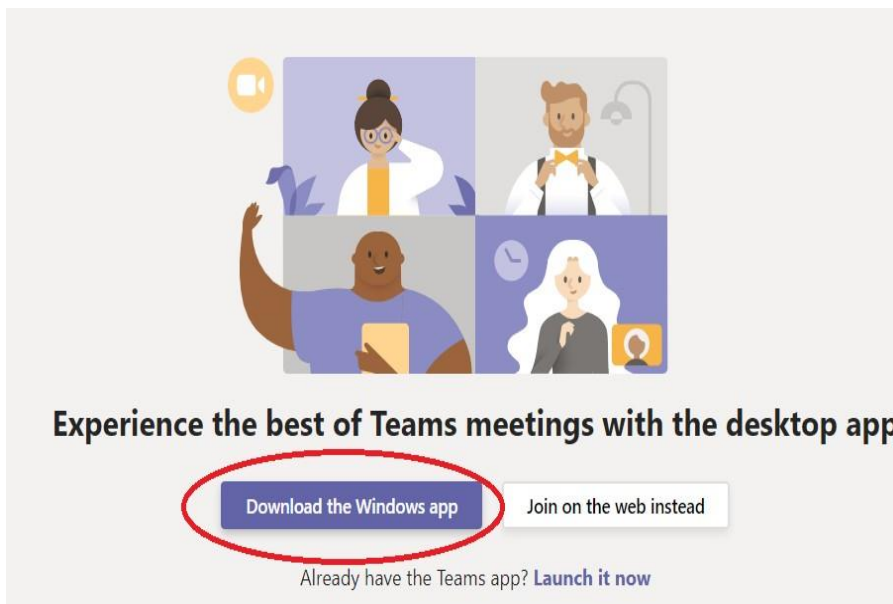 Experience the best of Teams meetings with the desktop app
Download the Windows app
Join on the web instead
Already have the Teams app? Launch it now